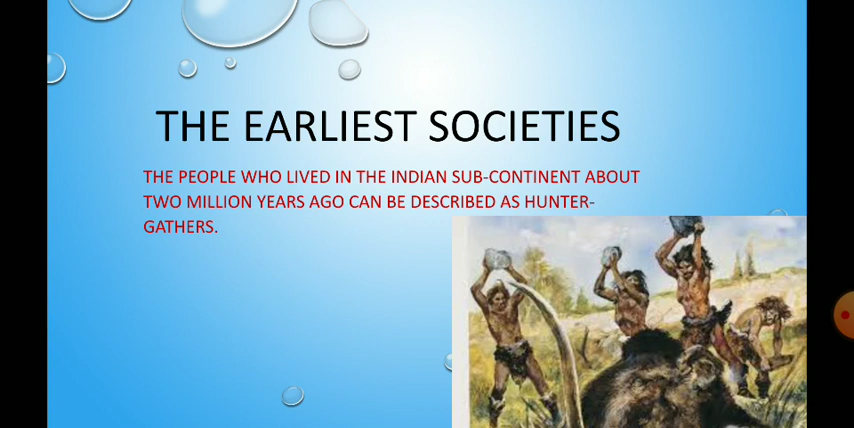 THE EARLIEST SOCIETIES
THE PEOPLE WHO LIVED IN THE INDIAN SUB-CONTINENT ABOUT
TWO MILLION YEARS AGO CAN BE DESCRIBED AS HUNTER-
GATHERS.